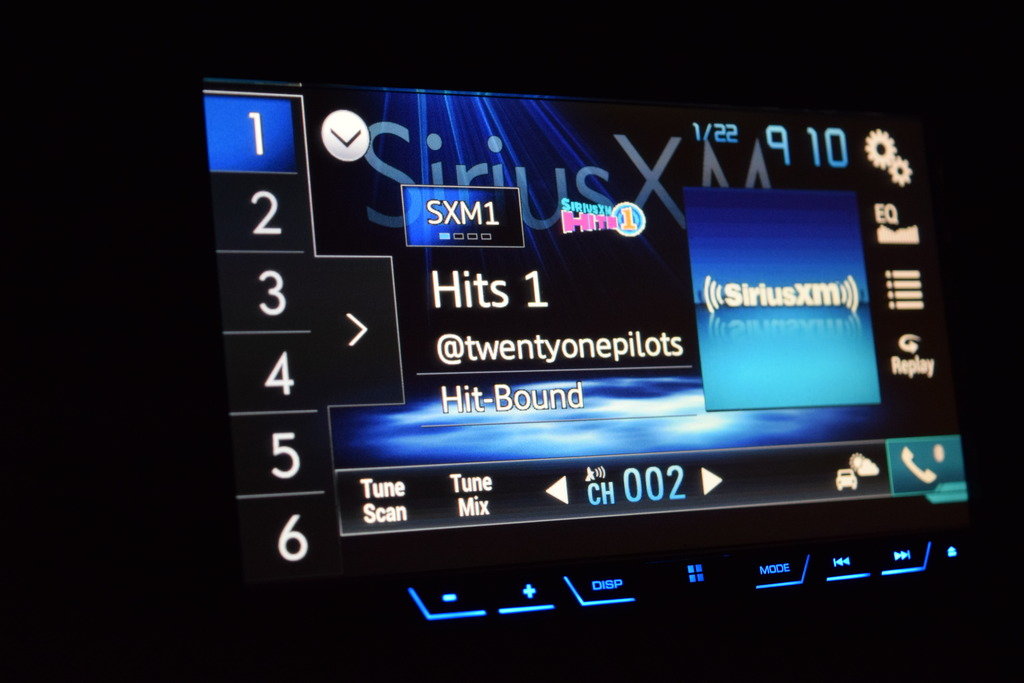 SiriusXM
1/22
9 10
1
2
3
4
5
6
SXM1
SIRIUSXM
HITS 1
Hits 1
@twentyonepilots
Hit-Bound
((SiriusXM))
EQ
Replay
Tune
Scan
Tune
Mix
CH 002
- + DISP MODE